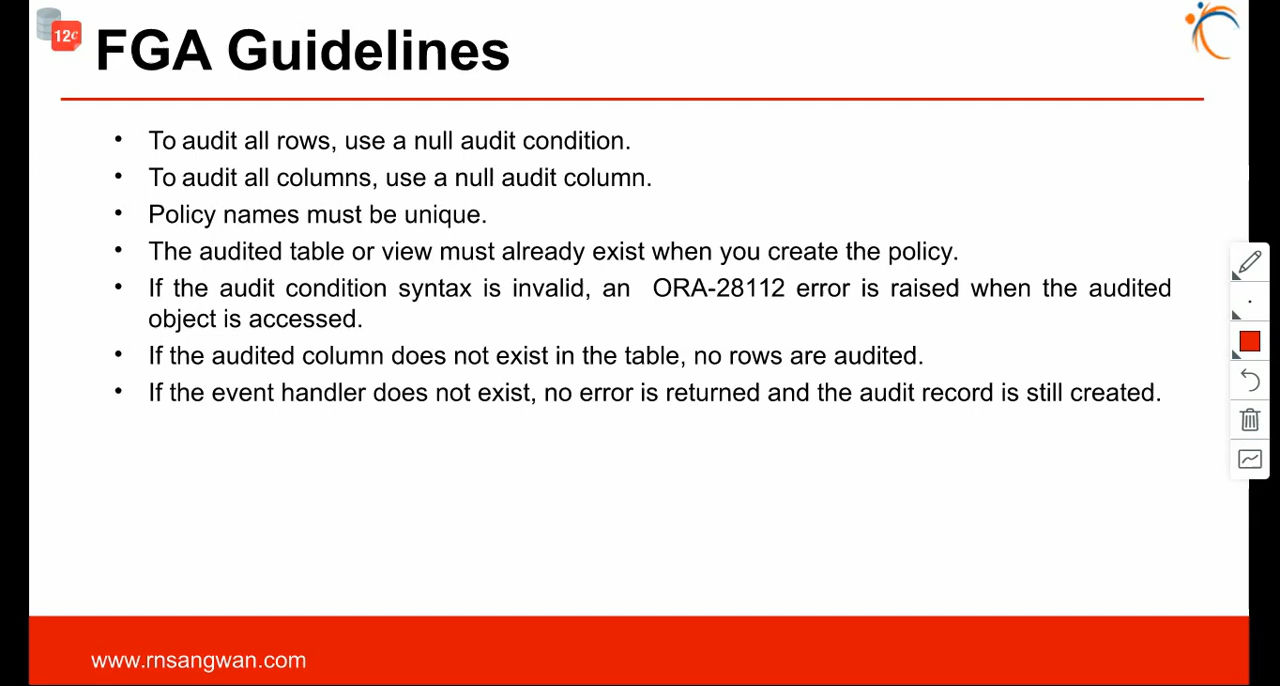 12c
FGA Guidelines
• To audit all rows, use a null audit condition.
• To audit all columns, use a null audit column.
• Policy names must be unique.
• The audited table or view must already exist when you create the policy.
• If the audit condition syntax is invalid, an ORA-28112 error is raised when the audited
object is accessed.
• If the audited column does not exist in the table, no rows are audited.
• If the event handler does not exist, no error is returned and the audit record is still created.
www.rnsangwan.com